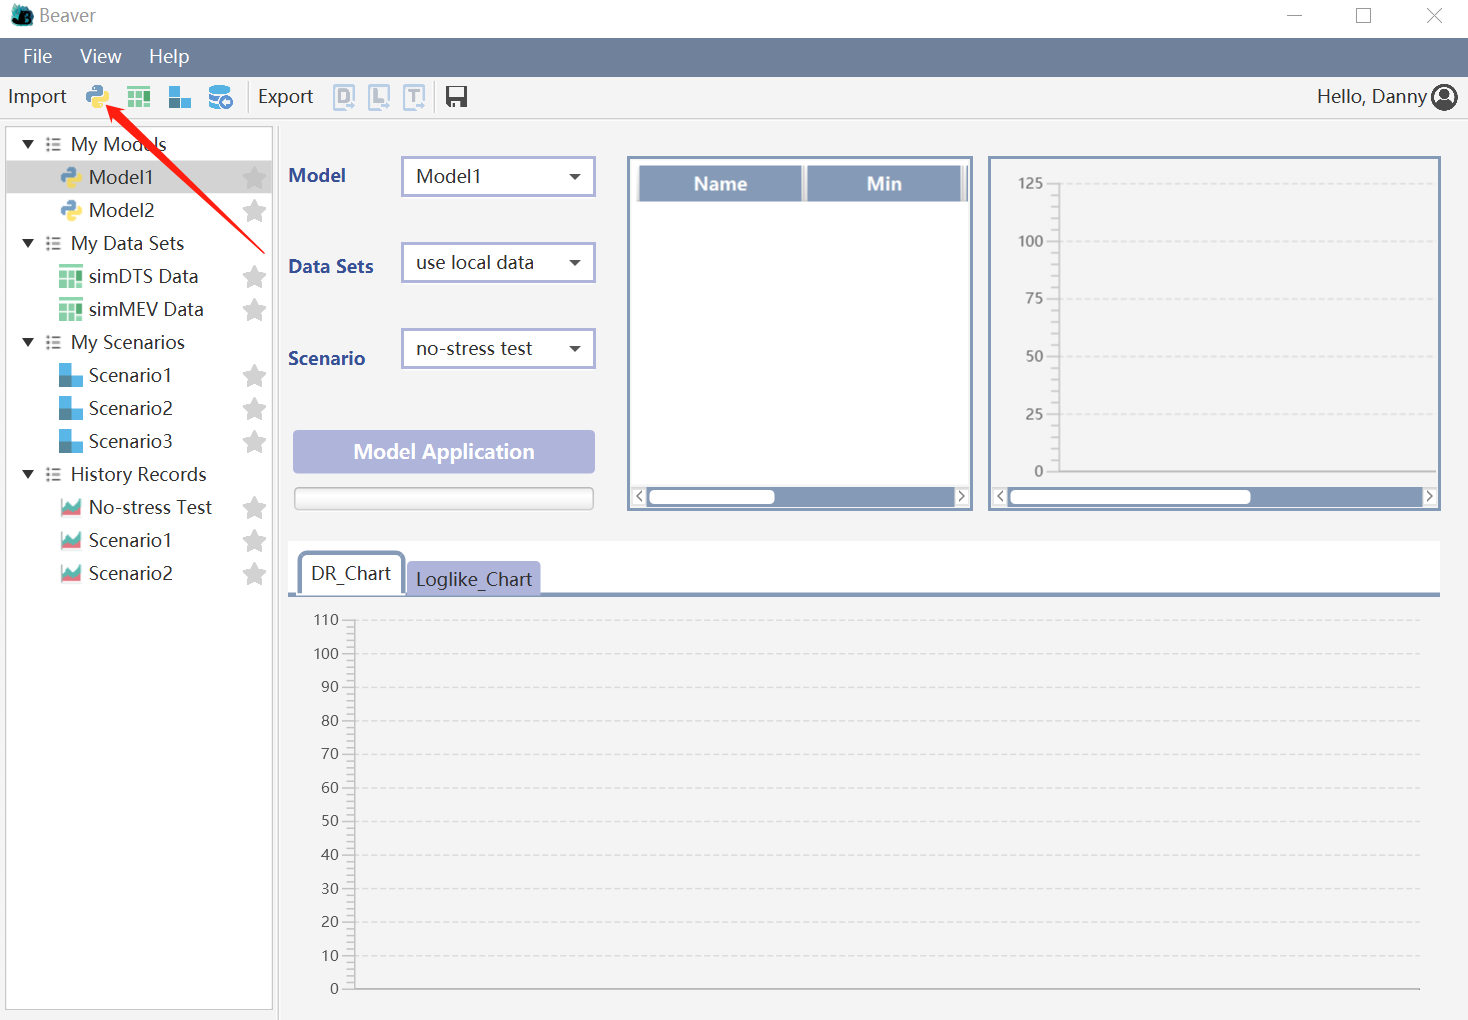 Beaver
File View Help
Import Export D L T Hello, Danny
My Models
Model1
Model2
My Data Sets
simDTS Data
simMEV Data
My Scenarios
Scenario1
Scenario2
Scenario3
History Records
No-stress Test
Scenario1
Scenario2
Model Model1
Data Sets use local data
Scenario no-stress test
Model Application
Name Min
125
100
75
50
25
0
DR_Chart Loglike_Chart
110
100
90
80
70
60
50
40
30
20
10
0